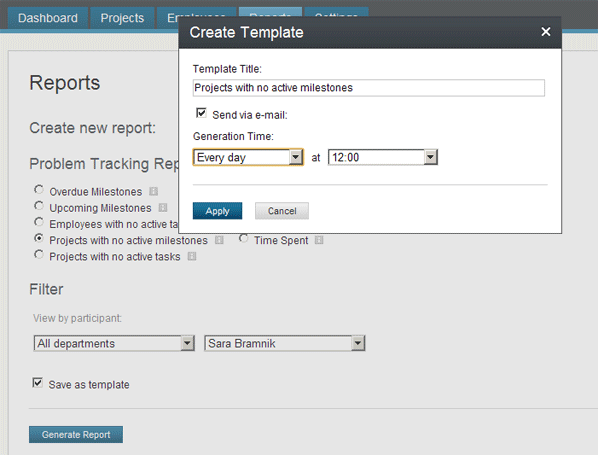 Dashboard Projects Employees Reports Settings
Create Template
Template Title:
Projects with no active milestones
Send via e-mail:
Generation Time:
Every day at 12:00
Apply Cancel
Reports
Create new report:
Problem Tracking Rep
Overdue Milestones
Upcoming Milestones
Employees with no active ta
Projects with no active milestones Time Spent
Projects with no active tasks
Filter
View by participant:
All departments Sara Bramnik
Save as template
Generate Report